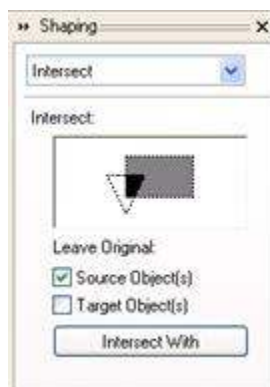 Shaping
Intersect
Intersect:
Leave Original:
Source Object(s)
Target Object(s)
Intersect With